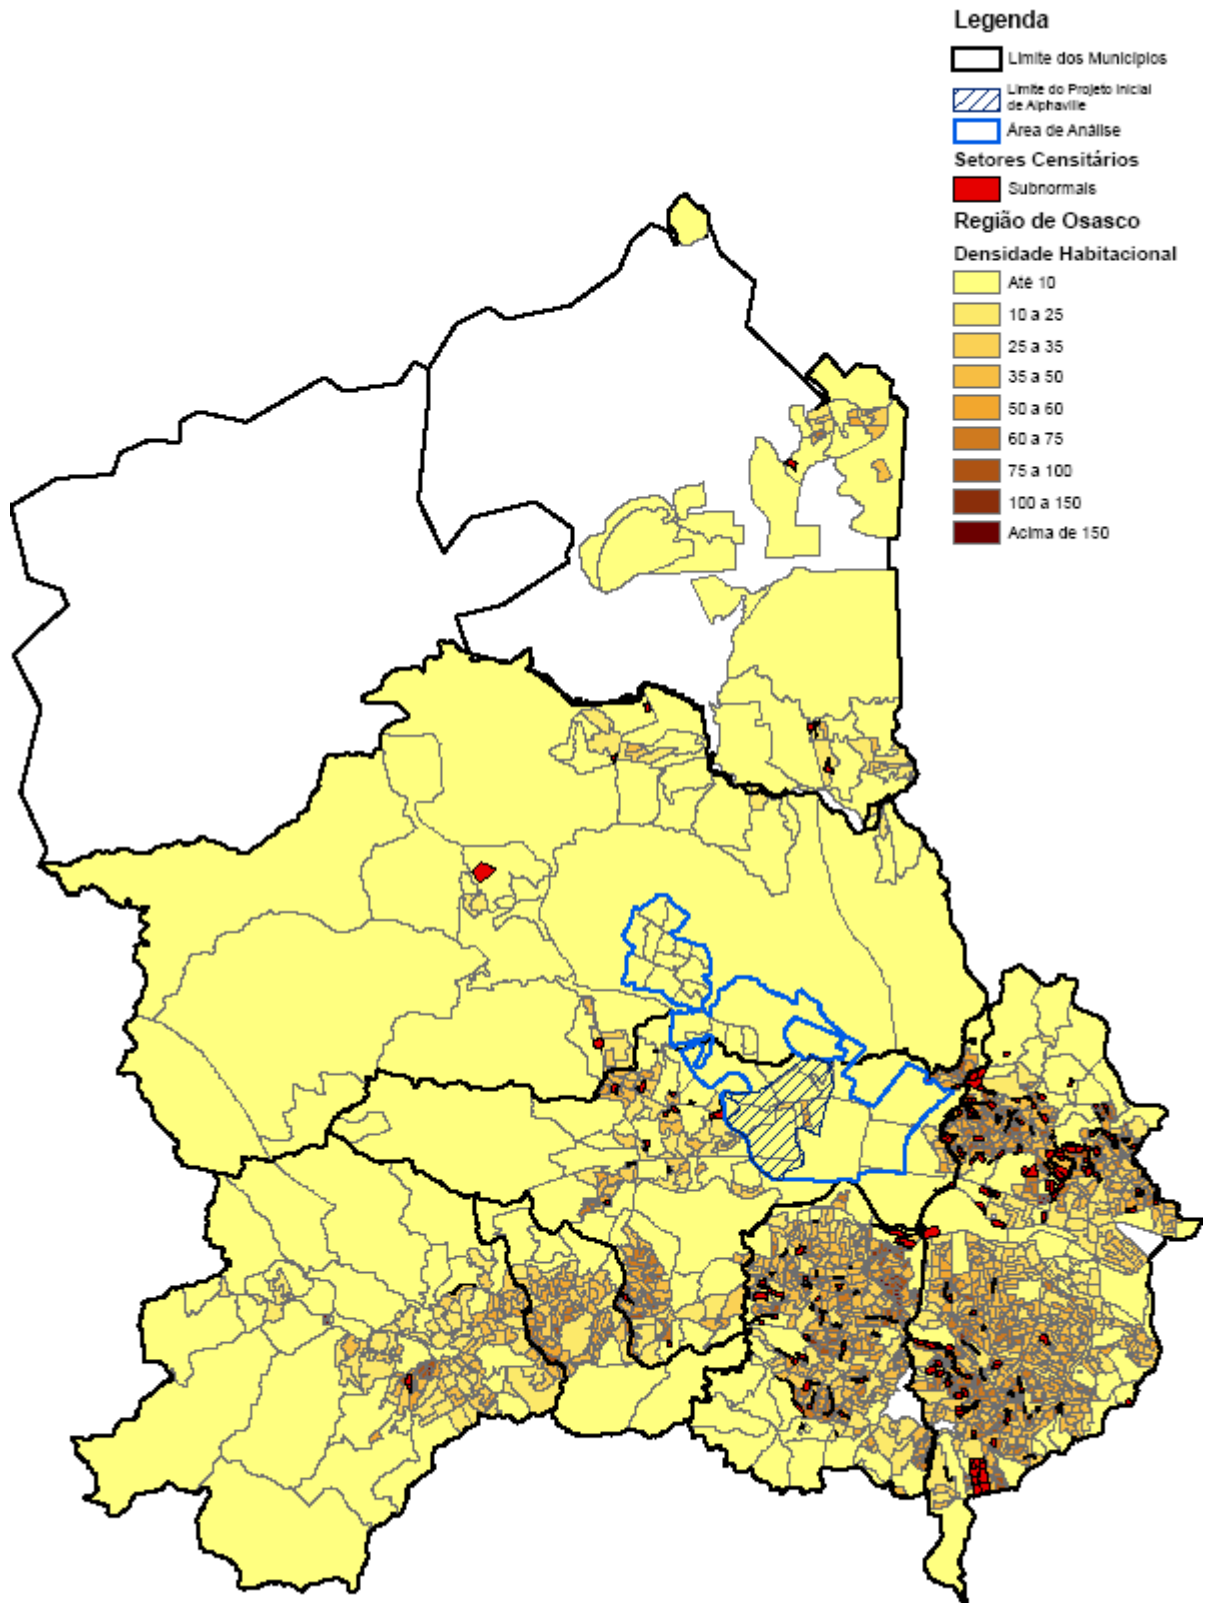 Legenda
Limite dos Municípios
Limite do Projeto Inicial
de Alphaville
Área de Análise
Setores Censitários
Subnormais
Região de Osasco
Densidade Habitacional
Até 10
10 a 25
25 a 35
35 a 50
50 a 60
60 a 75
75 a 100
100 a 150
Acima de 150